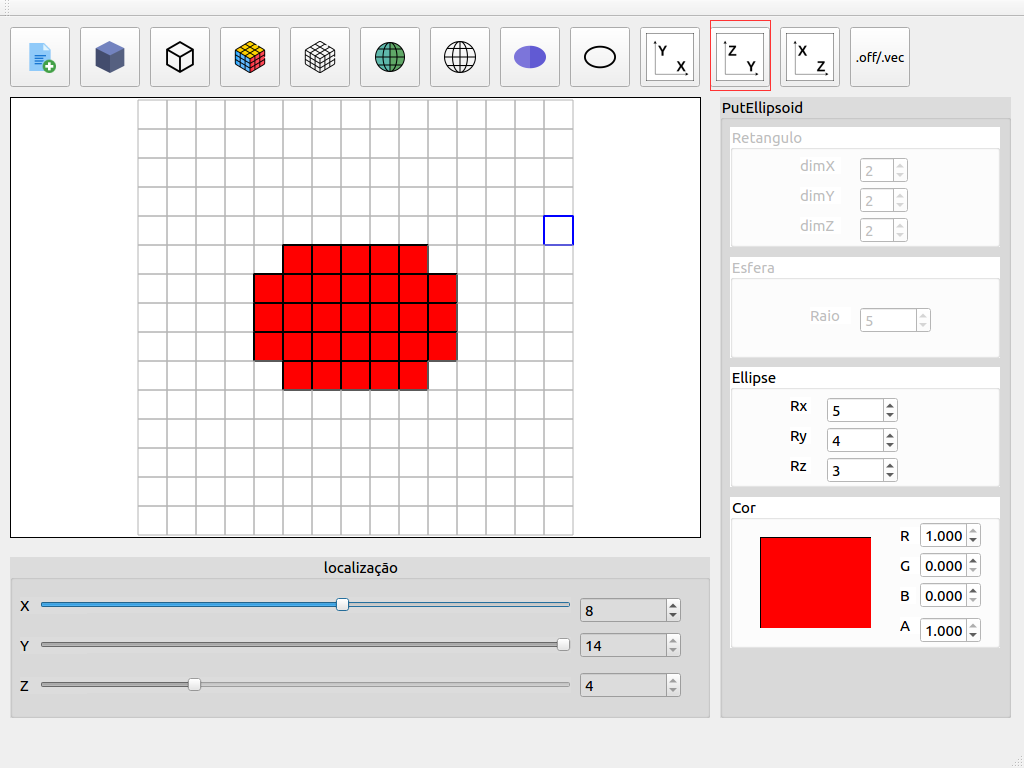 Y
X
Z
Y
X
Z
.off/.vec
PutEllipsoid
Retangulo
dimX 2
dimY 2
dimZ 2
Esfera
Raio 5
Ellipse
Rx 5
Ry 4
Rz 3
Cor
R 1.000
G 0.000
B 0.000
A 1.000
localização
X 8
Y 14
Z 4